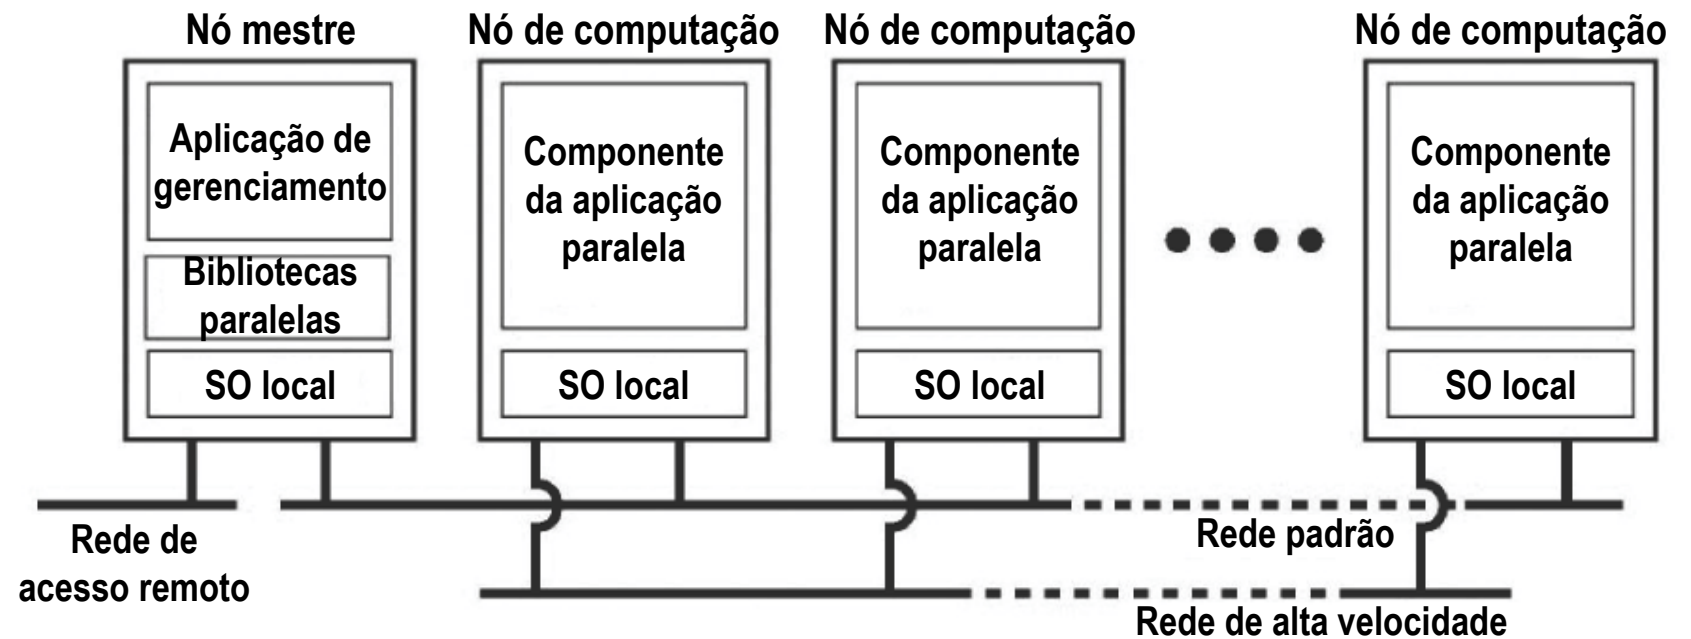 Nó mestre
Nó de computação
Nó de computação
Nó de computação
Aplicação de
gerenciamento
Bibliotecas
paralelas
SO local
Componente
da aplicação
paralela
SO local
Componente
da aplicação
paralela
SO local
Componente
da aplicação
paralela
SO local
Rede de
acesso remoto
Rede padrão
Rede de alta velocidade